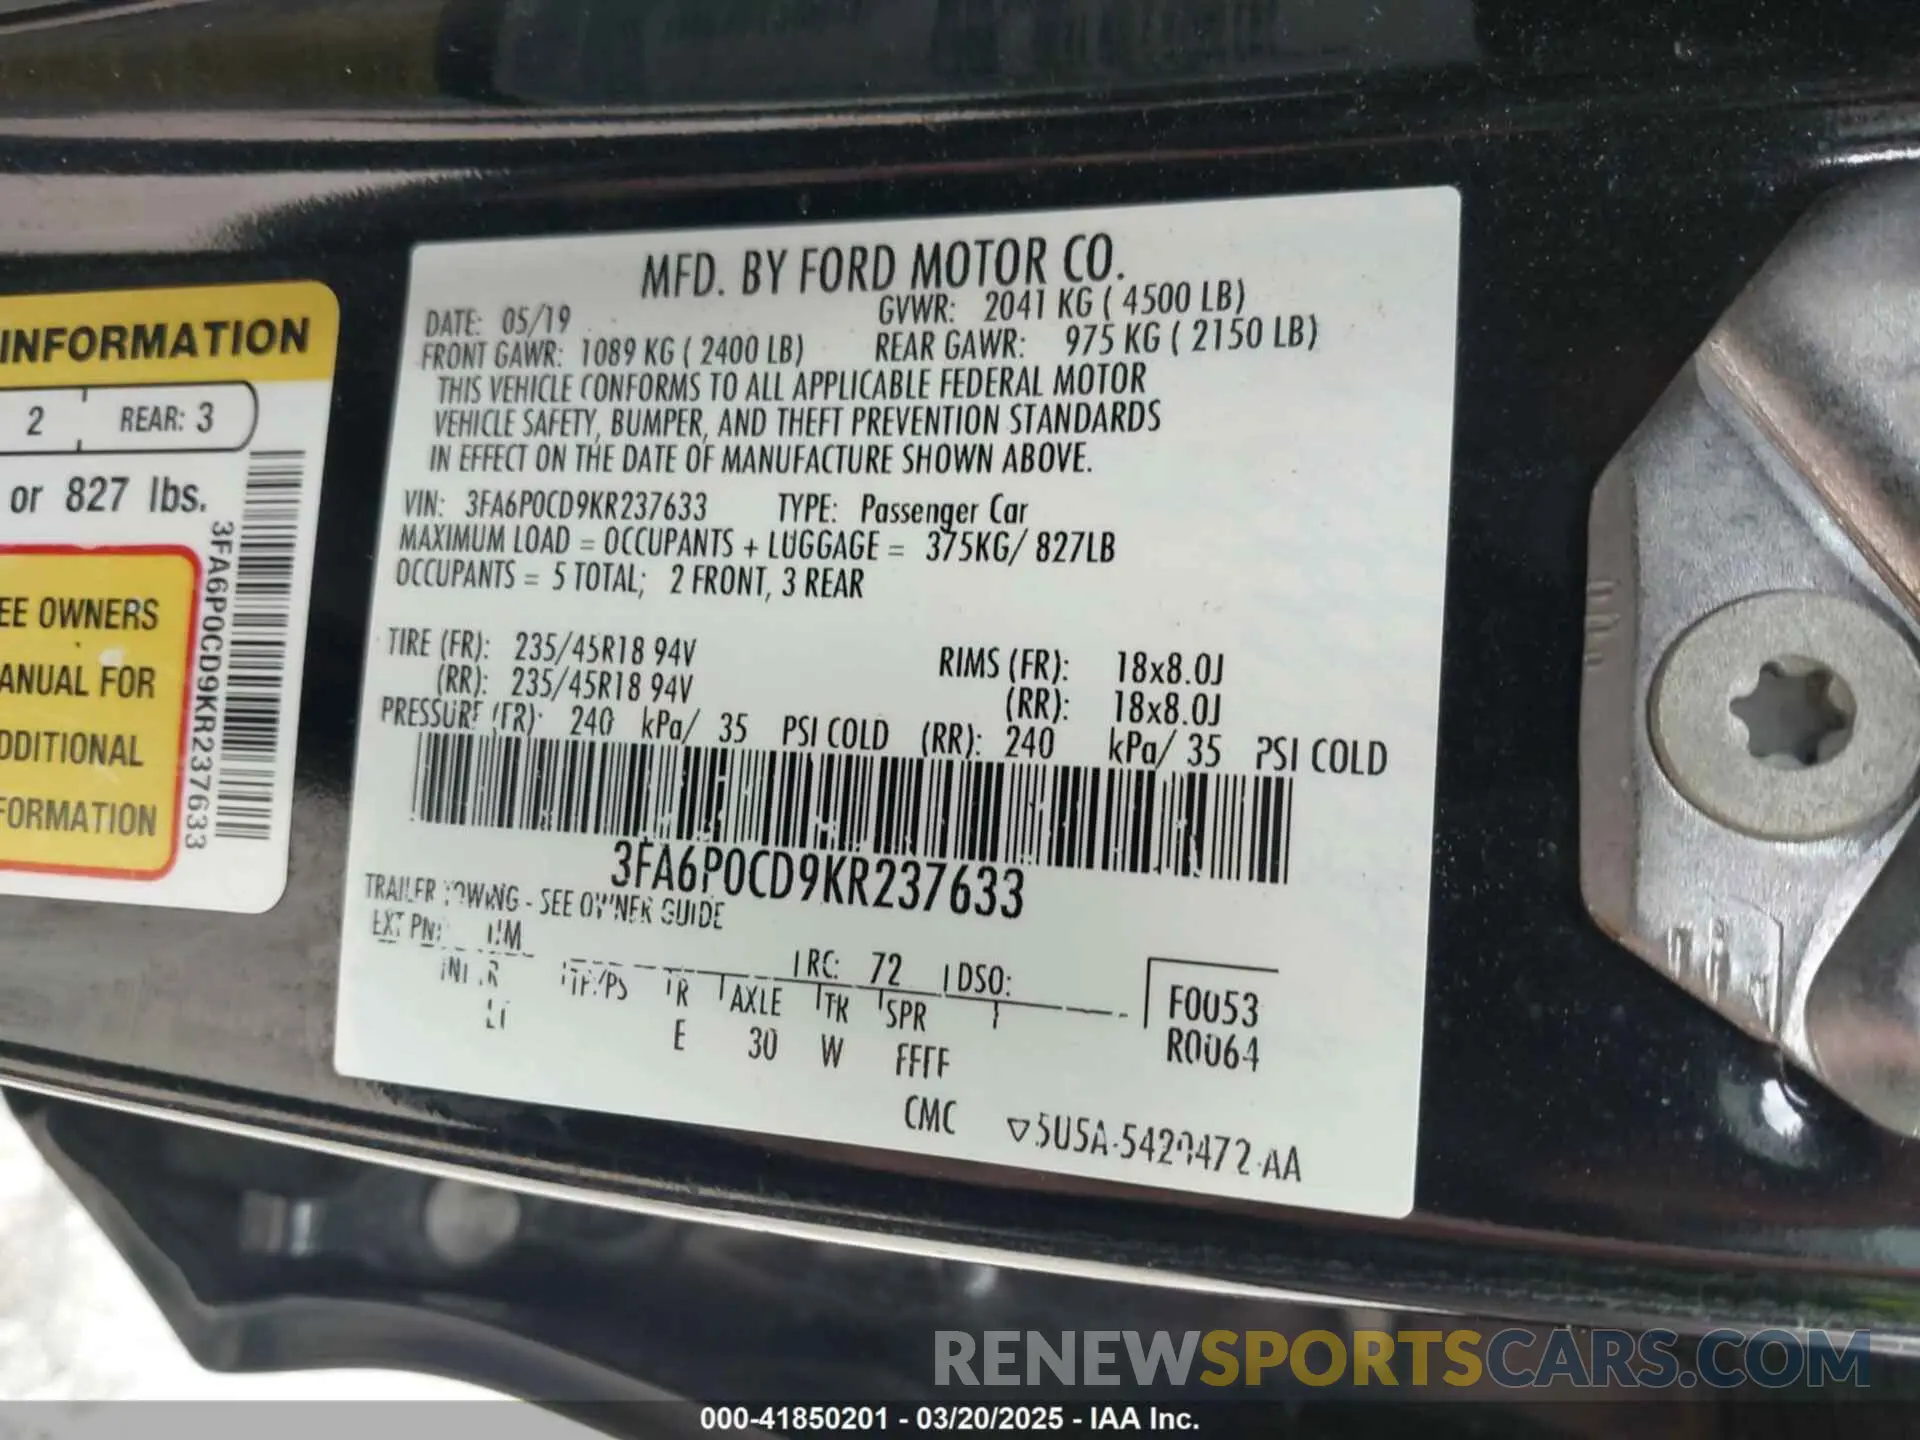 MFD. BY FORD MOTOR CO.
DATE: 05/19 GVWR: 2041 KG ( 4500 LB)
FRONT GAWR: 1089 KG ( 2400 LB) REAR GAWR: 975 KG ( 2150 LB)
THIS VEHICLE CONFORMS TO ALL APPLICABLE FEDERAL MOTOR
VEHICLE SAFETY, BUMPER, AND THEFT PREVENTION STANDARDS
IN EFFECT ON THE DATE OF MANUFACTURE SHOWN ABOVE.
VIN: 3FA6P0CD9KR237633 TYPE: Passenger Car
MAXIMUM LOAD = OCCUPANTS + LUGGAGE = 375KG/ 827LB
OCCUPANTS = 5 TOTAL; 2 FRONT, 3 REAR
TIRE (FR): 235/45R18 94V RIMS (FR): 18x8.0J
(RR): 235/45R18 94V (RR): 18x8.0J
PRESSURE (FR): 240 kPa/ 35 PSI COLD (RR): 240 kPa/ 35 PSI COLD
3FA6P0CD9KR237633
TRAILER TOWING - SEE OWNER GUIDE
EXT PNT: RC: 72 DSO:
TR AXLE TR SPR F0053
E 30 W FFFF R0064
CMC
INFORMATION
2 REAR: 3
or 827 lbs.
3FA6P0CD9KR237633
EE OWNERS
ANUAL FOR
DDITIONAL
FORMATION
RENEWSPORTSCARS.COM
000-41850201 - 03/20/2025 - IAA Inc.